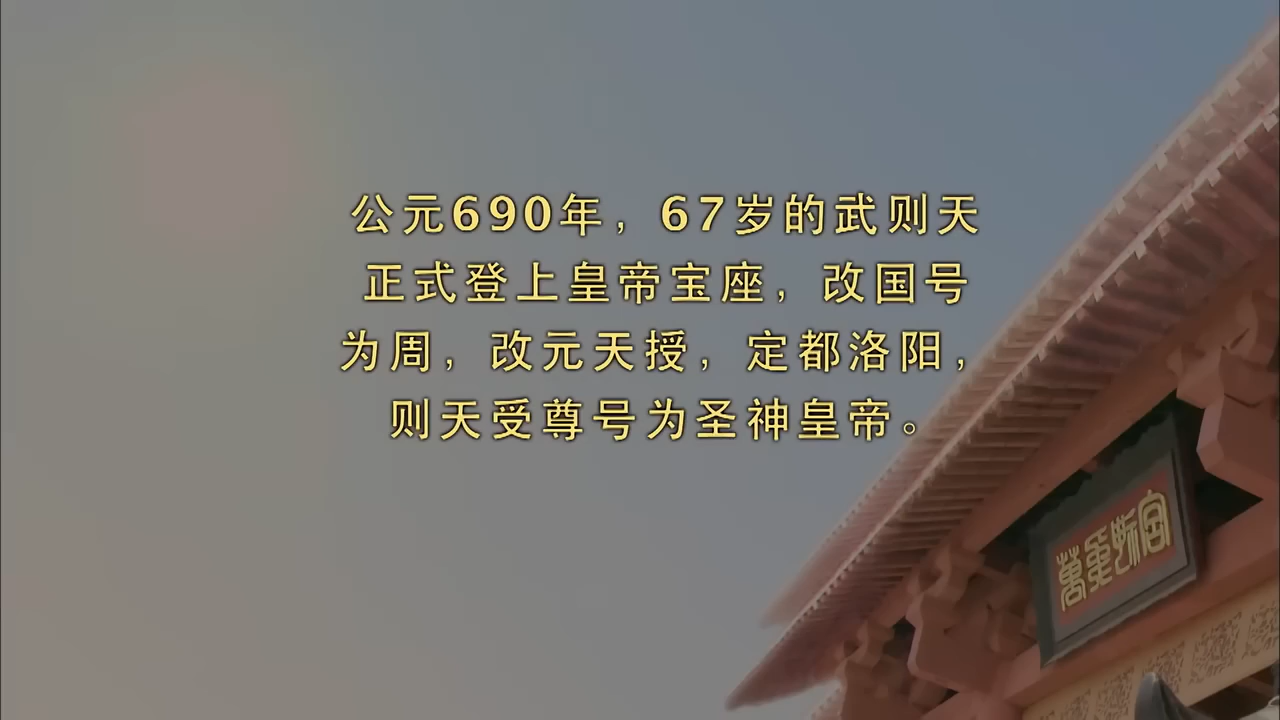 公元690年，67岁的武则天
正式登上皇帝宝座，改国号
为周，改元天授，定都洛阳，
则天受尊号为圣神皇帝。